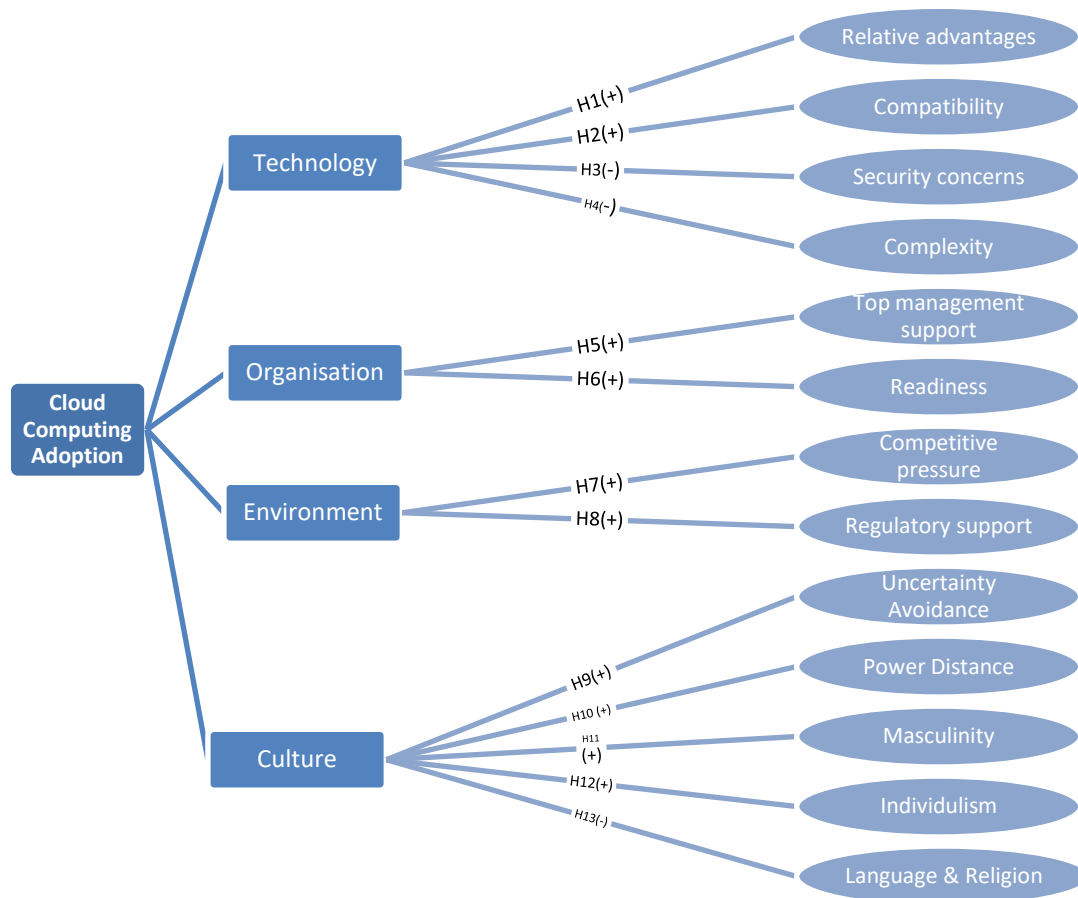 Relative advantages
H1(+)
Compatibility
H2(+)
Technology
H3(-)
Security concerns
H4(-)
Complexity
Top management
support
H5(+)
Organisation
H6(+)
Readiness
Cloud
Computing
Adoption
Competitive
pressure
H7(+)
Environment
H8(+)
Regulatory support
Uncertainty
Avoidance
H9(+)
Power Distance
H10 (+)
Culture
H11
(+)
Masculinity
H12(+)
Individulism
H13(-)
Language & Religion